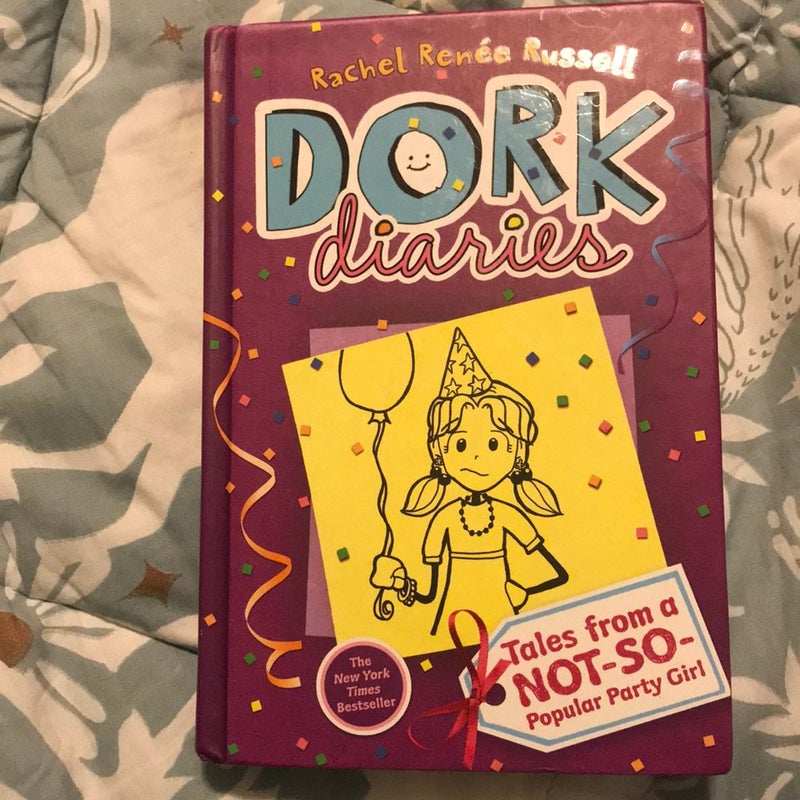 Rachel Renée Russell
DORK
diaries
Tales from a
NOT-SO-
Popular Party Girl
The
New York
Times
Bestseller